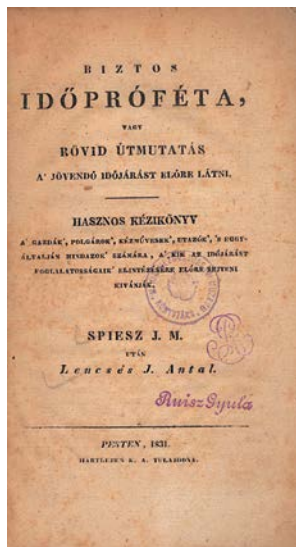 BIZTOS
IDŐPRÓFÉTA,
VAGY
RÖVID ÚTMUTATÁS
A' JÖVENDŐ IDŐJÁRÁST ELŐRE LÁTNI.
HASZNOS KÉZIKÖNYV
A' GAZDÁK', POLGÁROK', KÉZMŰVESEK', UTAZÓK', 'S EGGY-
ÁLTALJÁN MINDAZOK' SZÁMÁRA, A' KIK AZ IDŐJÁRÁST
FOGLALATOSSÁGAIK' ELINTÉZÉSÉRE ELŐRE SEJTENI
KIVÁNJÁK.
SPIESZ J. M.
UTÁN
Lencsés J. Antal.
Ruisz Gyula
PESTEN, 1831.
HARTLEBEN K. A. TULAJDONA.